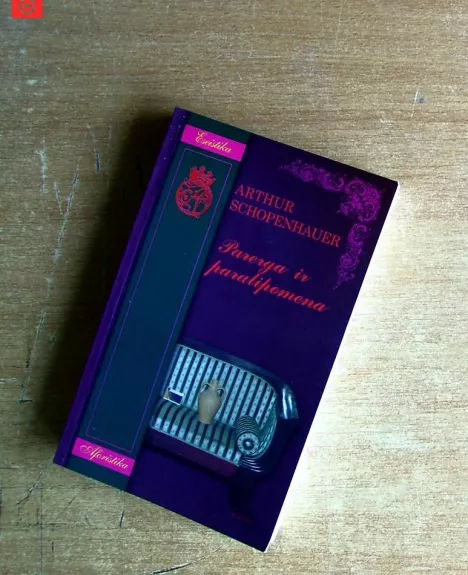 Eseistika
ARTHUR
SCHOPENHAUER
Parerga ir
paralipomena
Aforistika